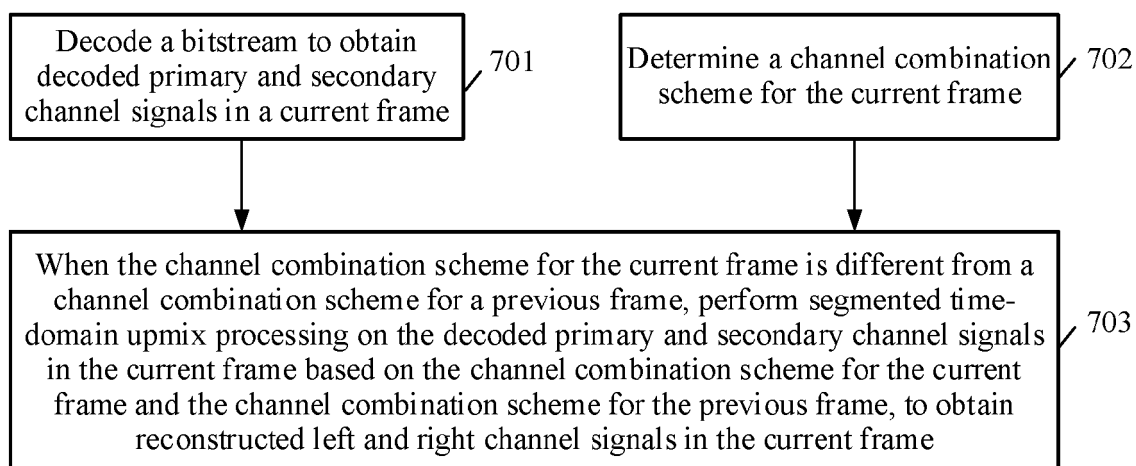 Decode a bitstream to obtain
decoded primary and secondary
channel signals in a current frame
701
Determine a channel combination
scheme for the current frame
702
When the channel combination scheme for the current frame is different from a
channel combination scheme for a previous frame, perform segmented time-
domain upmix processing on the decoded primary and secondary channel signals
in the current frame based on the channel combination scheme for the current
frame and the channel combination scheme for the previous frame, to obtain
reconstructed left and right channel signals in the current frame
703